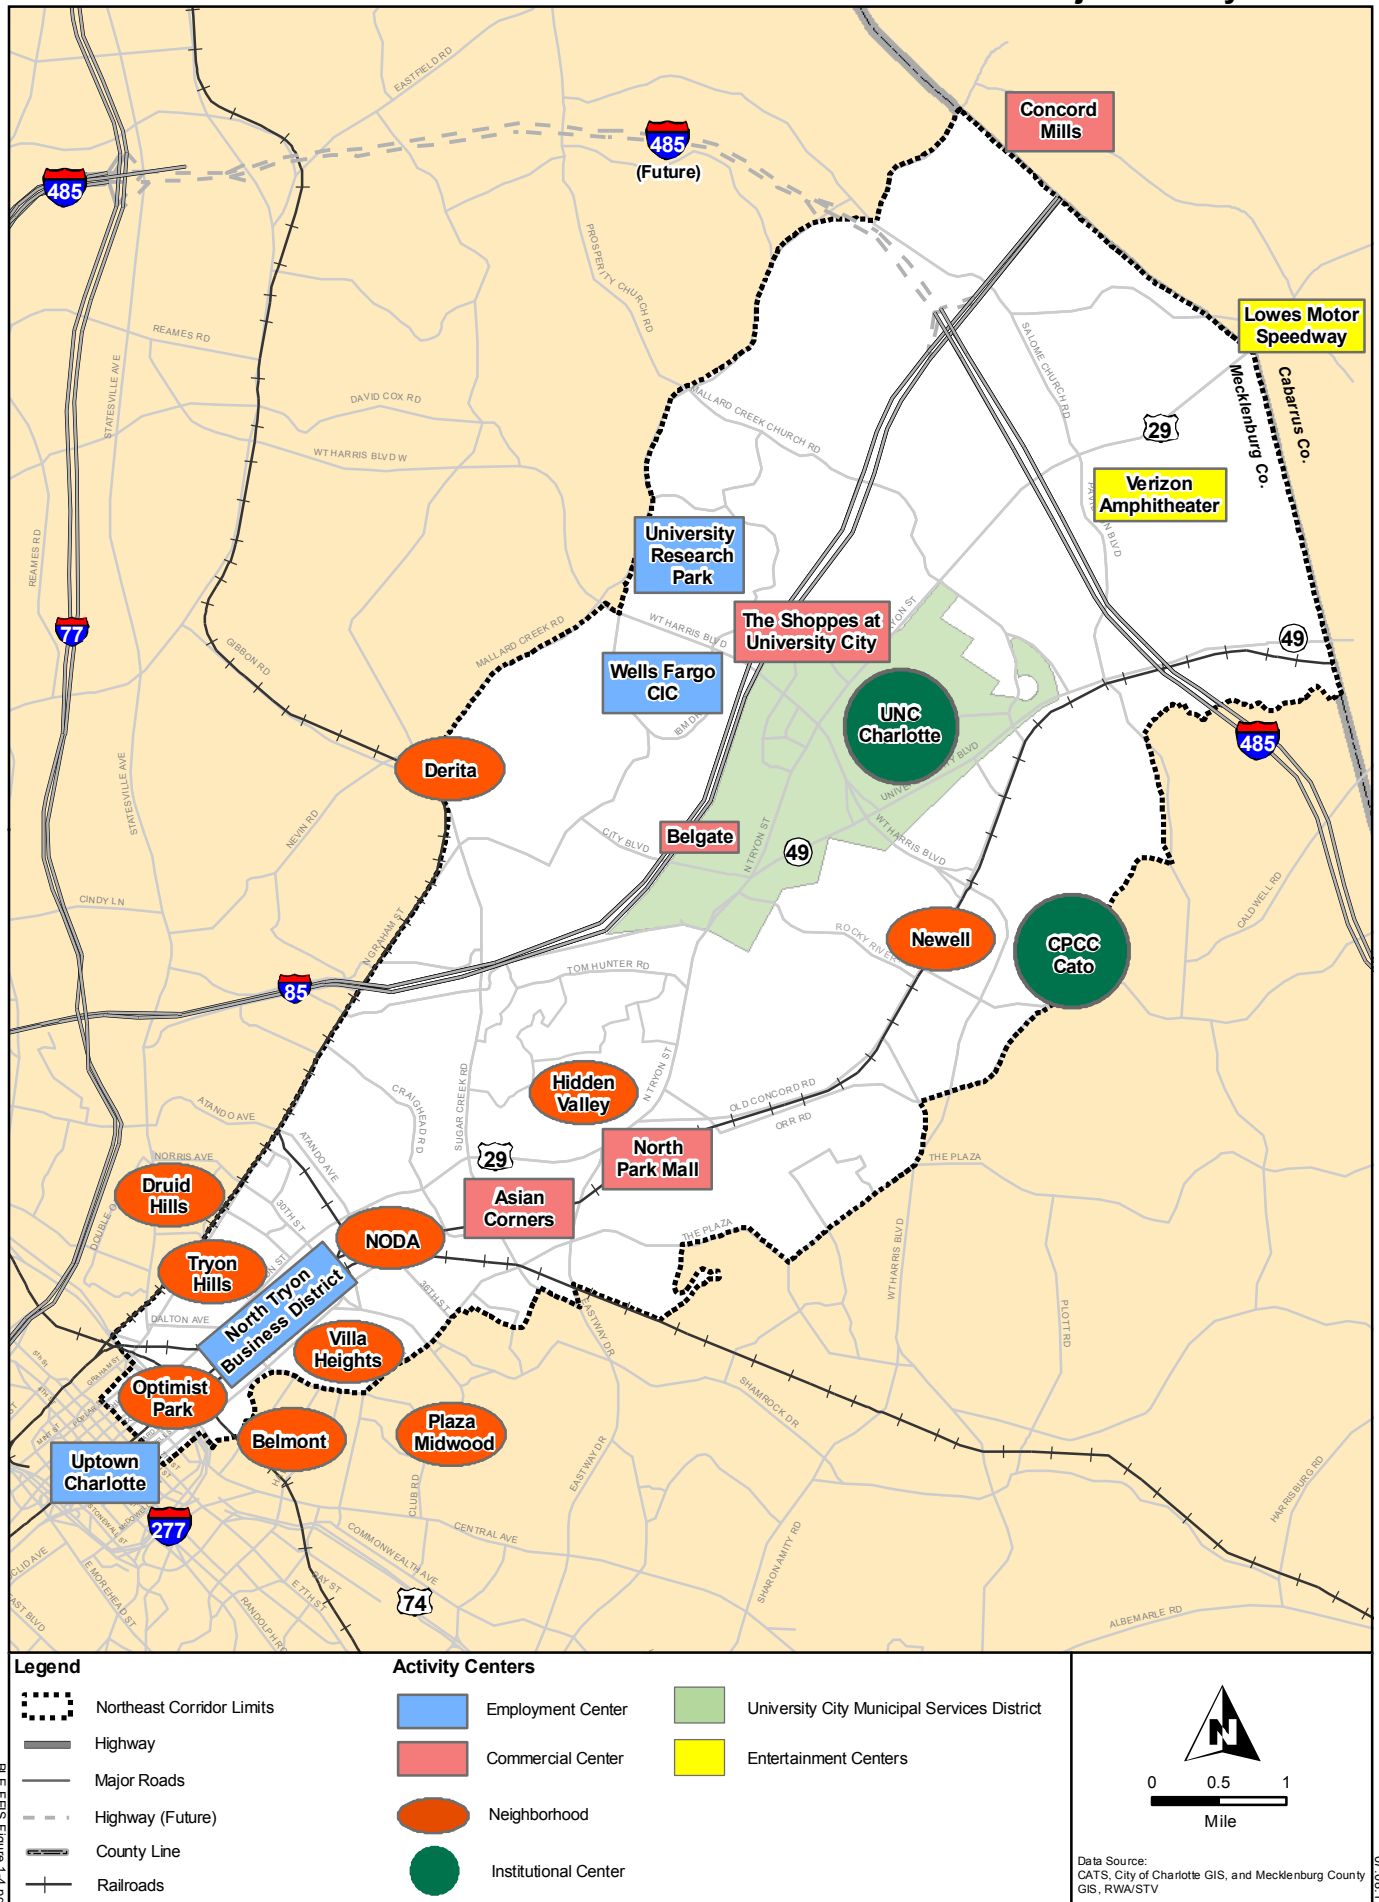 EASTFIELD RD
Concord
Mills
485
(Future)
485
PROSPERITY CHURCH RD
REAMES RD
SALOME CHURCH RD
Lowes Motor
Speedway
STATESVILLE AVE
DAVID COX RD
MALLARD CREEK CHURCH RD
Mecklenburg Co.
Cabarrus Co.
29
WT HARRIS BLVD W
Verizon
Amphitheater
REAMES RD
University
Research
Park
77
GIBBON RD
MALLARD CREEK RD
WT HARRIS BLVD
The Shoppes at
University City
49
Wells Fargo
CIC
IBM DR
UNC
Charlotte
485
Derita
STATESVILLE AVE
NEVIN RD
CITY BLVD
Belgate
N TRYON ST
49
WT HARRIS BLVD
CINDY LN
CALDWELL RD
N GRAHAM ST
ROCKY RIVER
Newell
CPCC
Cato
TOM HUNTER RD
85
SUGAR CREEK RD
CRAIGHEAD RD
Hidden
Valley
N TRYON ST
OLD CONCORD RD
ORR RD
ATANDO AVE
ATANDO AVE
NORRIS AVE
29
North
Park Mall
THE PLAZA
Druid
Hills
30TH ST
Asian
Corners
NODA
THE PLAZA
WT HARRIS BLVD
Tryon
Hills
North Tryon
Business District
36TH ST
DALTON AVE
Villa
Heights
EASTWAY DR
PLOTT RD
GRAHAM ST
Optimist
Park
SHAMROCK DR
Belmont
Plaza
Midwood
EASTWAY DR
Uptown
Charlotte
CLUB RD
HARRISBURG RD
277
CENTRAL AVE
COMMONWEALTH AVE
SHARON AMITY RD
E MOREHEAD ST
E 7TH ST
74
ALBEMARLE RD
Legend
Northeast Corridor Limits
Highway
Major Roads
Highway (Future)
County Line
Railroads
Activity Centers
Employment Center
Commercial Center
Neighborhood
Institutional Center
University City Municipal Services District
Entertainment Centers
N
0 0.5 1
Mile
Data Source:
CATS, City of Charlotte GIS, and Mecklenburg County
GIS, RWA/STV